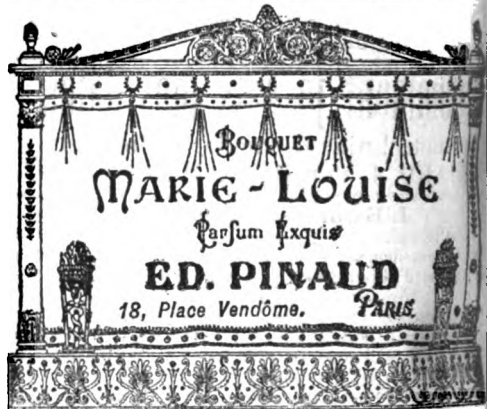 BOUQUET
MARIE-LOUISE
Parfum Exquis
ED. PINAUD
18, Place Vendôme. PARIS